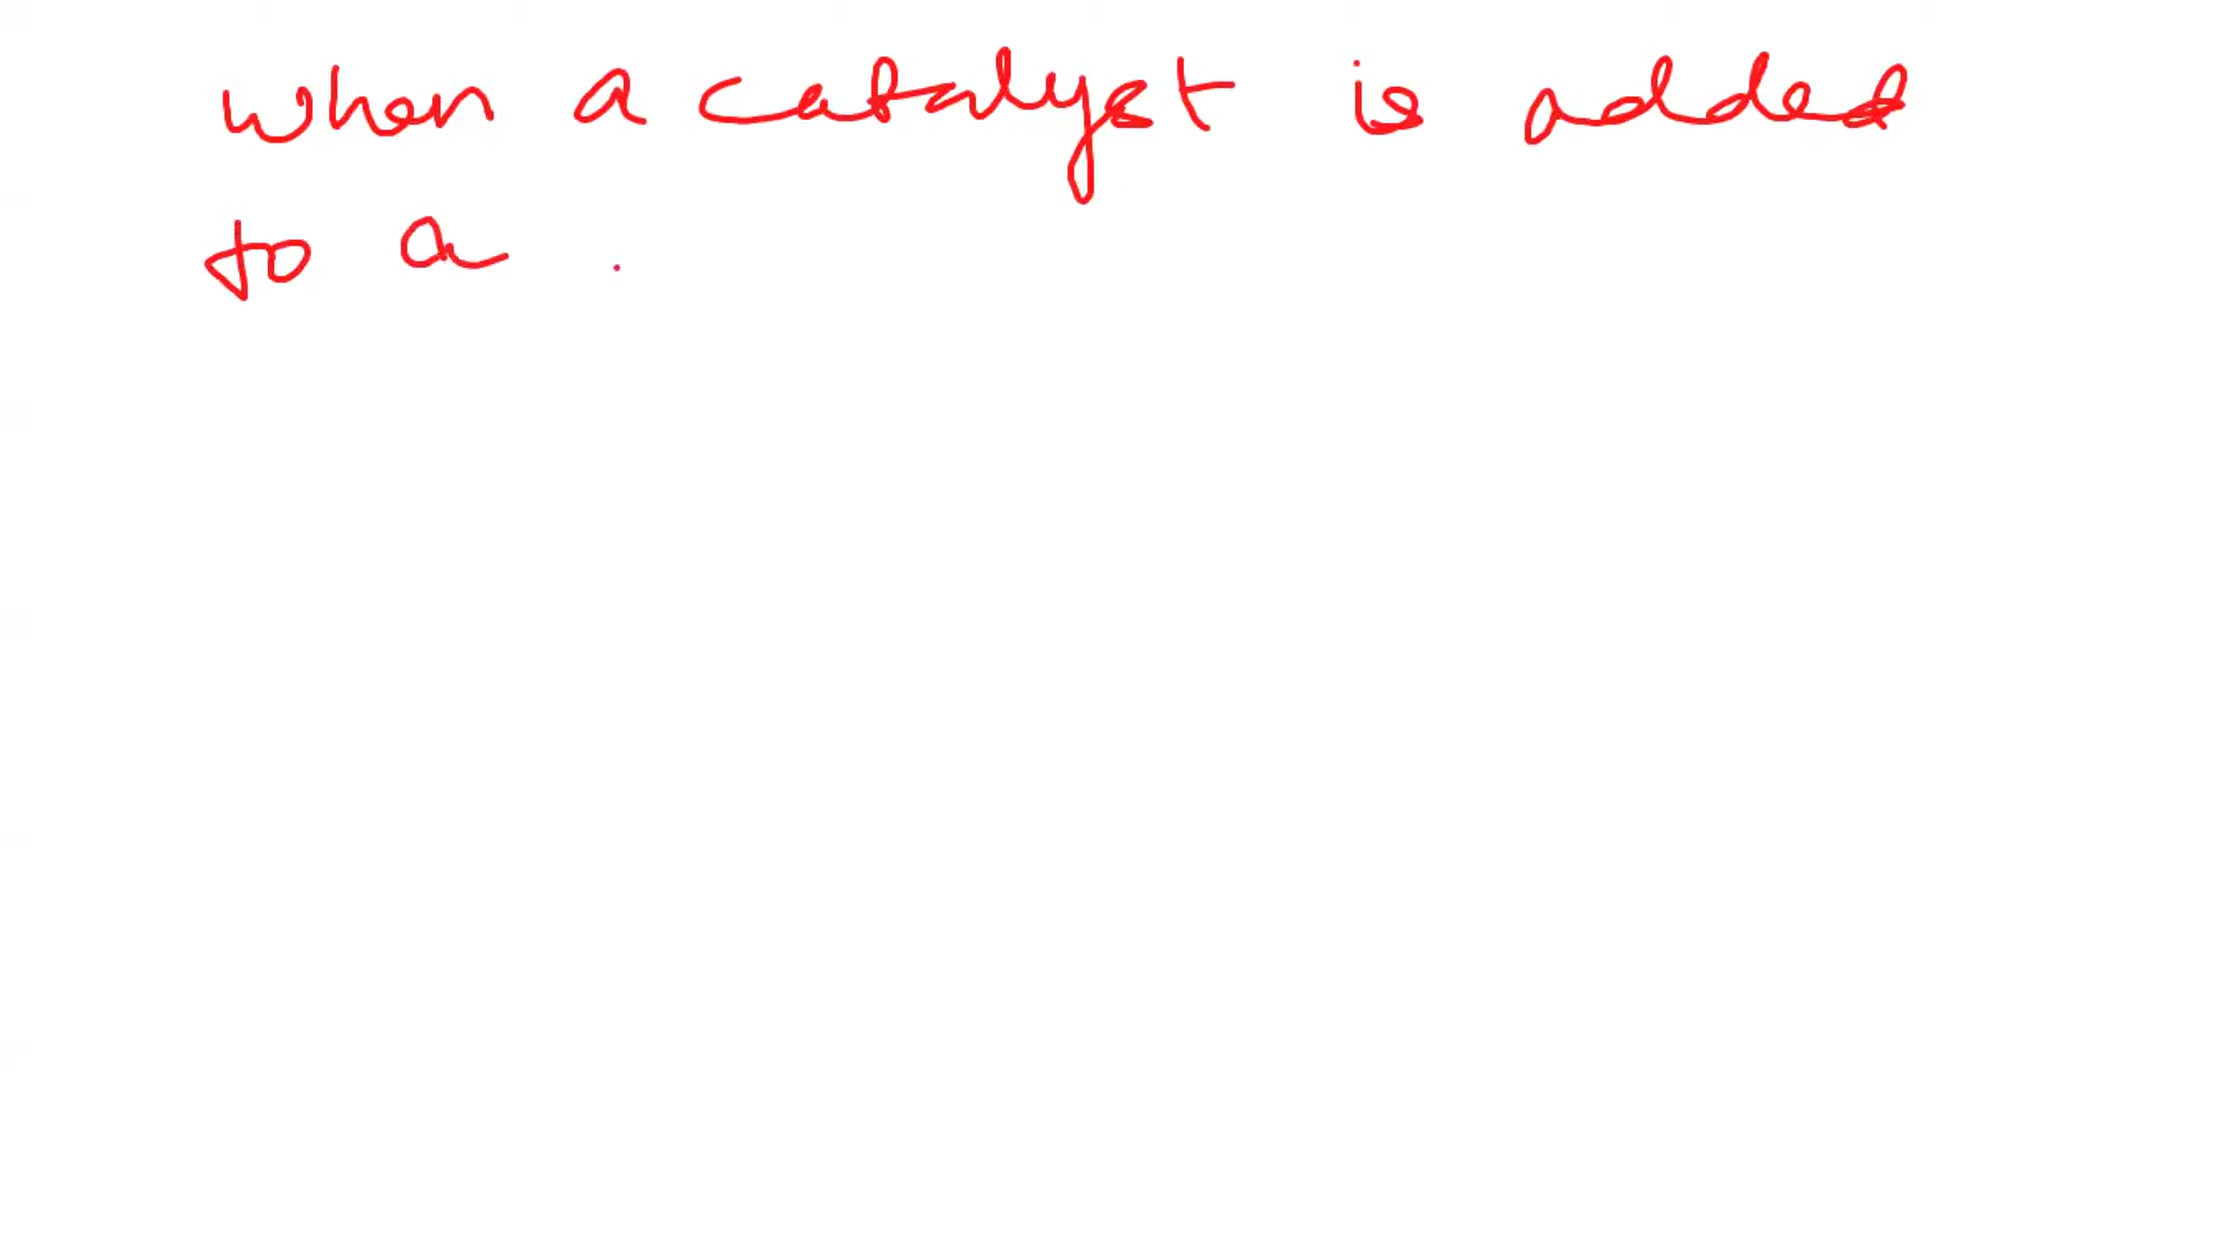 when a catalyst is added
to a .